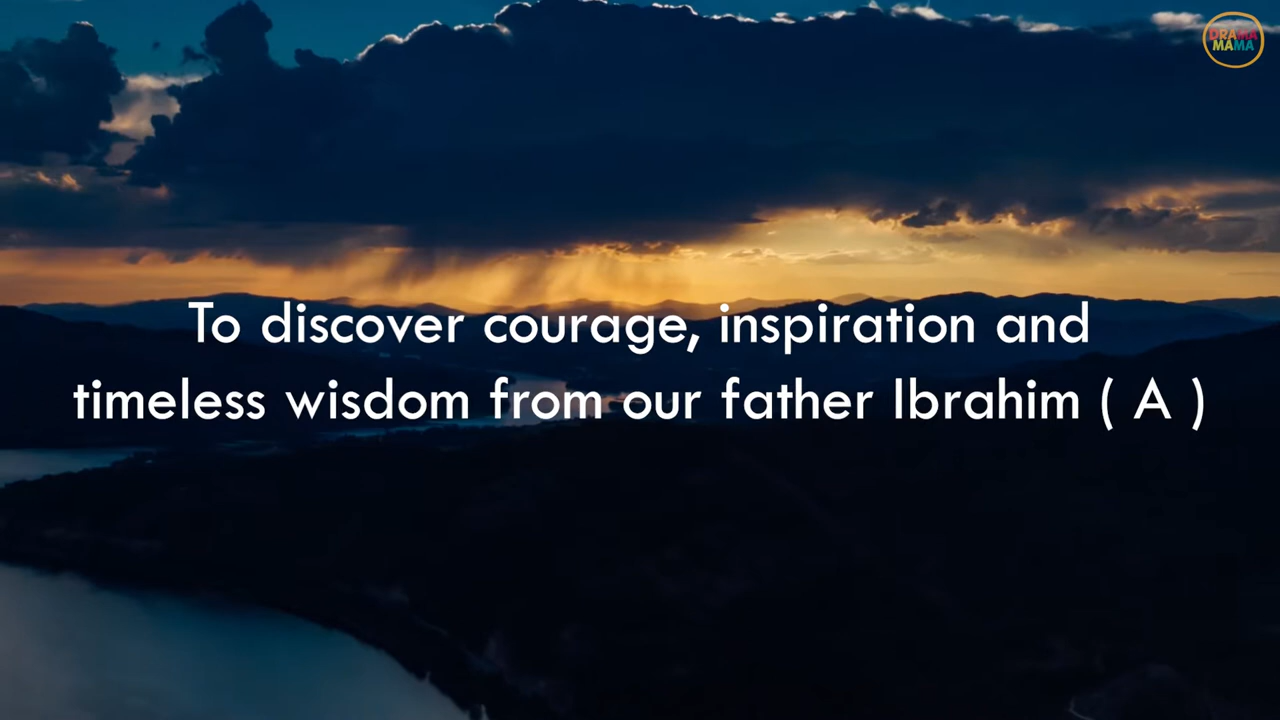 DRAMA
MAMA
To discover courage, inspiration and
timeless wisdom from our father Ibrahim ( A )